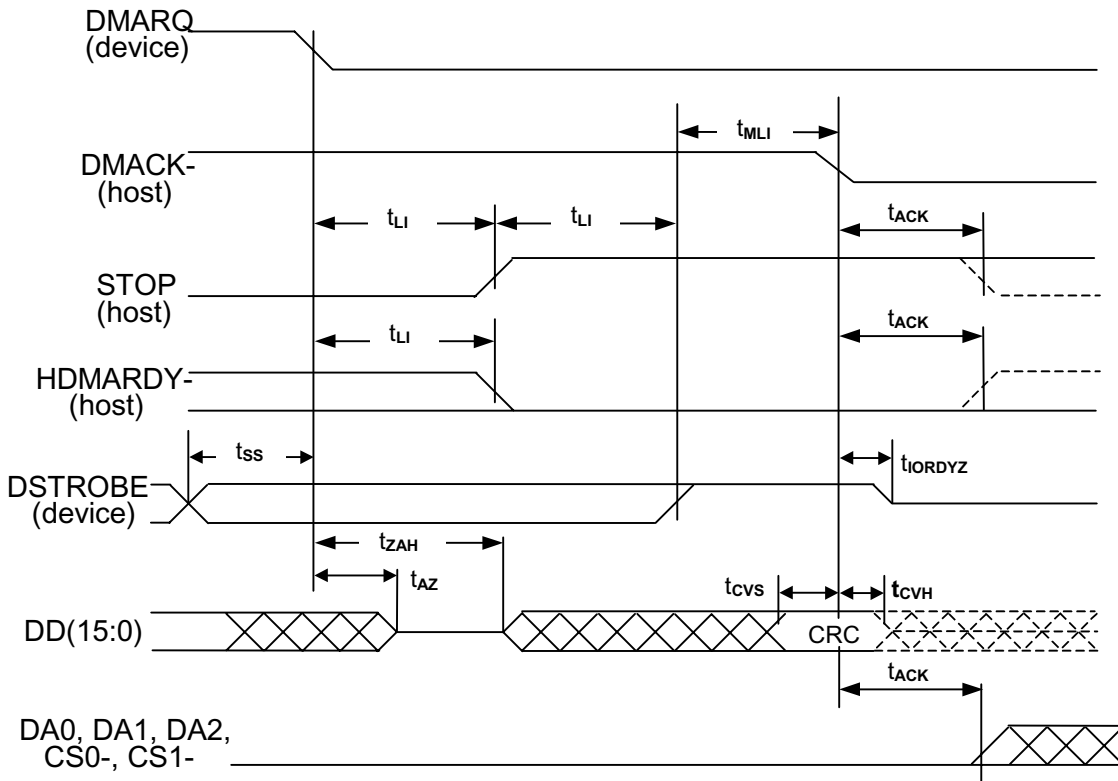 DMARQ
(device)
tMLI
DMACK-
(host)
tLI
tLI
tACK
STOP
(host)
tLI
tACK
HDMARDY-
(host)
tSS
tIORDYZ
DSTROBE
(device)
tZAH
tAZ
tCVS
tCVH
DD(15:0)
CRC
tACK
DA0, DA1, DA2,
CS0-, CS1-